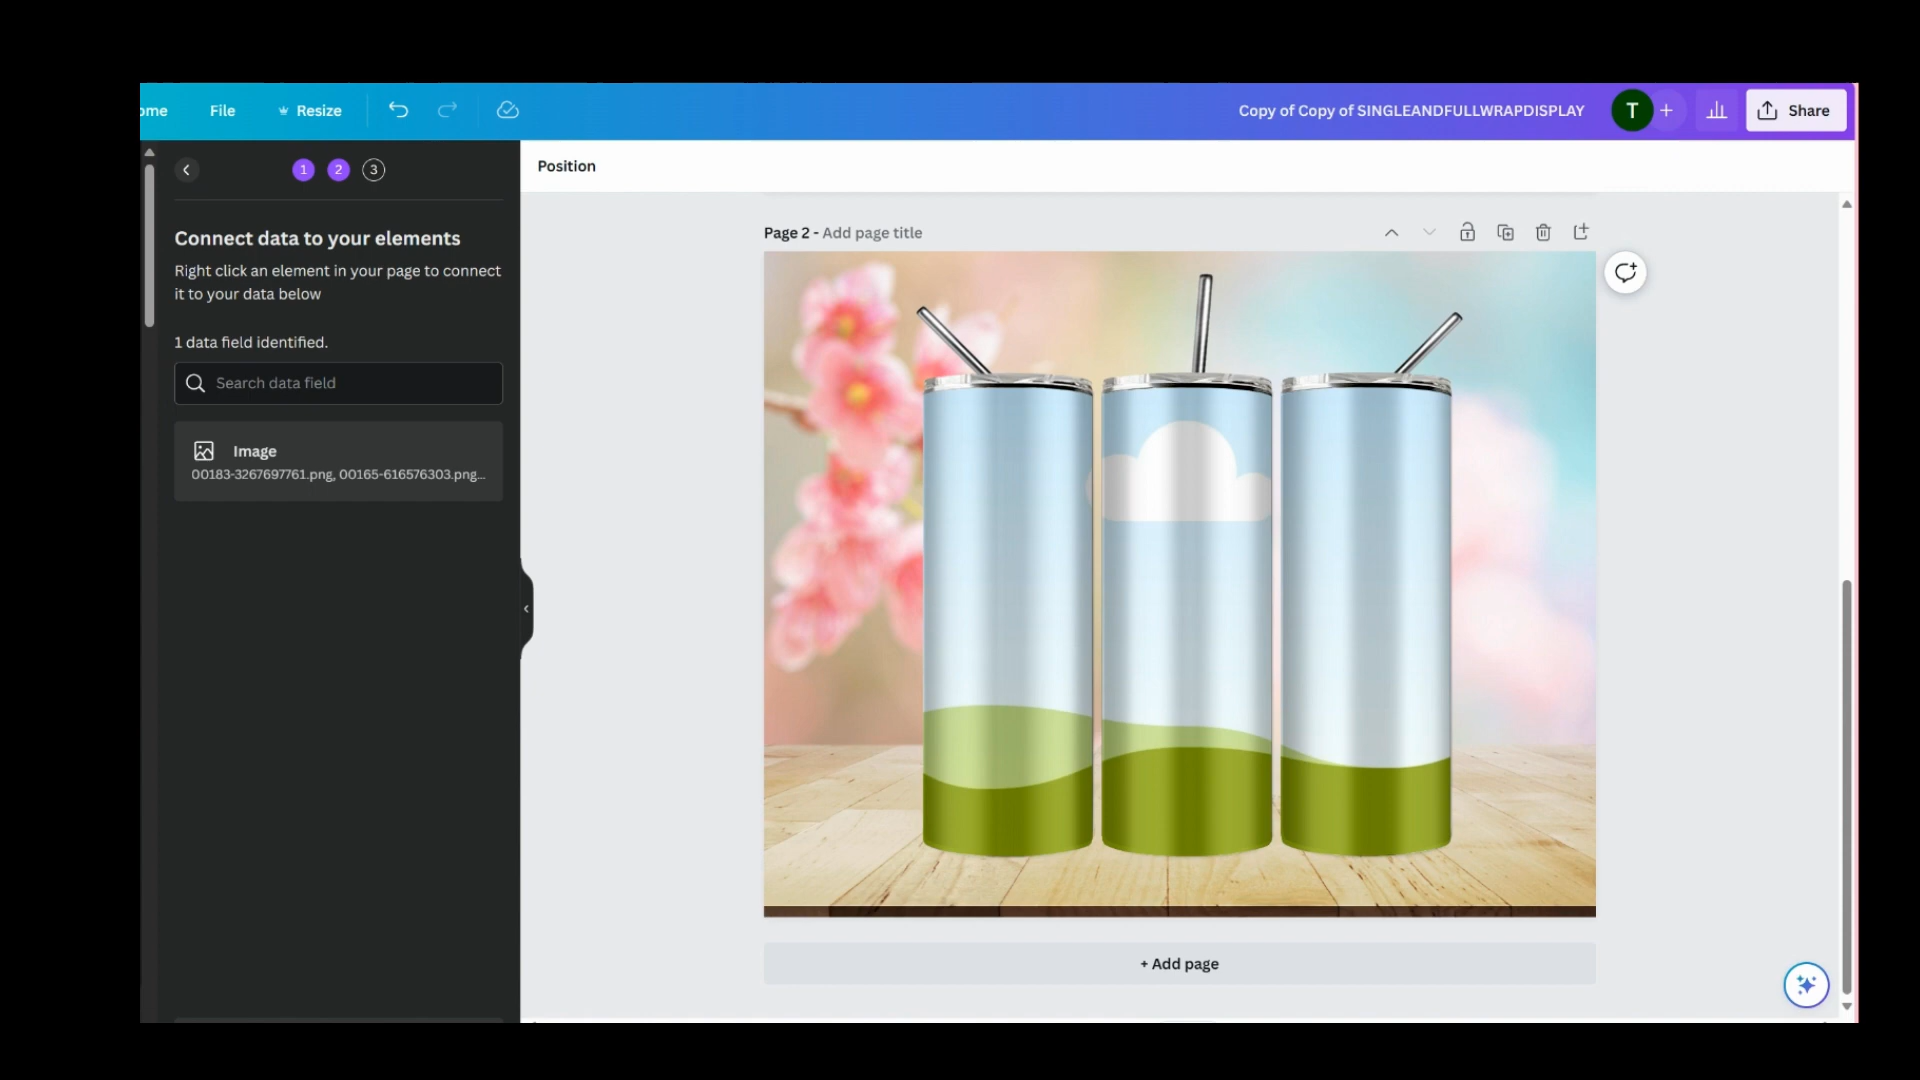 ome File Resize Copy of Copy of SINGLEANDFULLWRAPDISPLAY T + Share
1 2 3
Position
Connect data to your elements
Right click an element in your page to connect
it to your data below
1 data field identified.
Search data field
Image
00183-3267697761.png, 00165-616576303.png...
Page 2 - Add page title
+ Add page